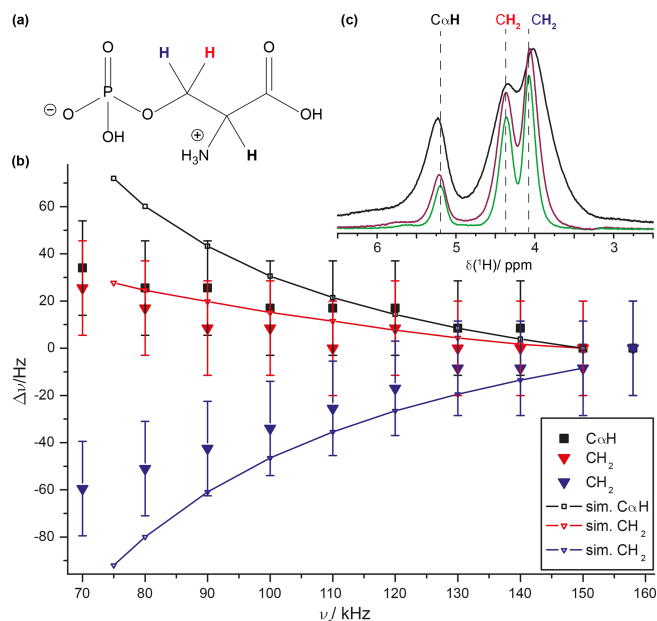 (a)
O
H
H
O
⊖
O
P
O
OH
OH
⊕
H₃N
H
(c)
CαH
CH₂
CH₂
6
5
4
3
δ(¹H)/ ppm
(b)
60
40
20
0
-20
-40
-60
-80
Δν/Hz
CαH
CH₂
CH₂
sim. CαH
sim. CH₂
sim. CH₂
70 80 90 100 110 120 130 140 150 160
νᵣ/ kHz